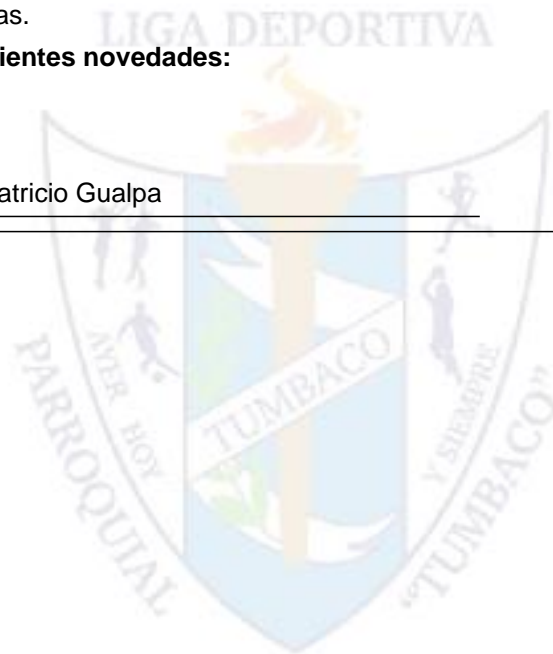 as.
LIGA DEPORTIVA
ientes novedades:
atricio Gualpa
TUMBACO
AYER HOY
Y SIEMPRE
PARROQUIAL
"TUMBACO"